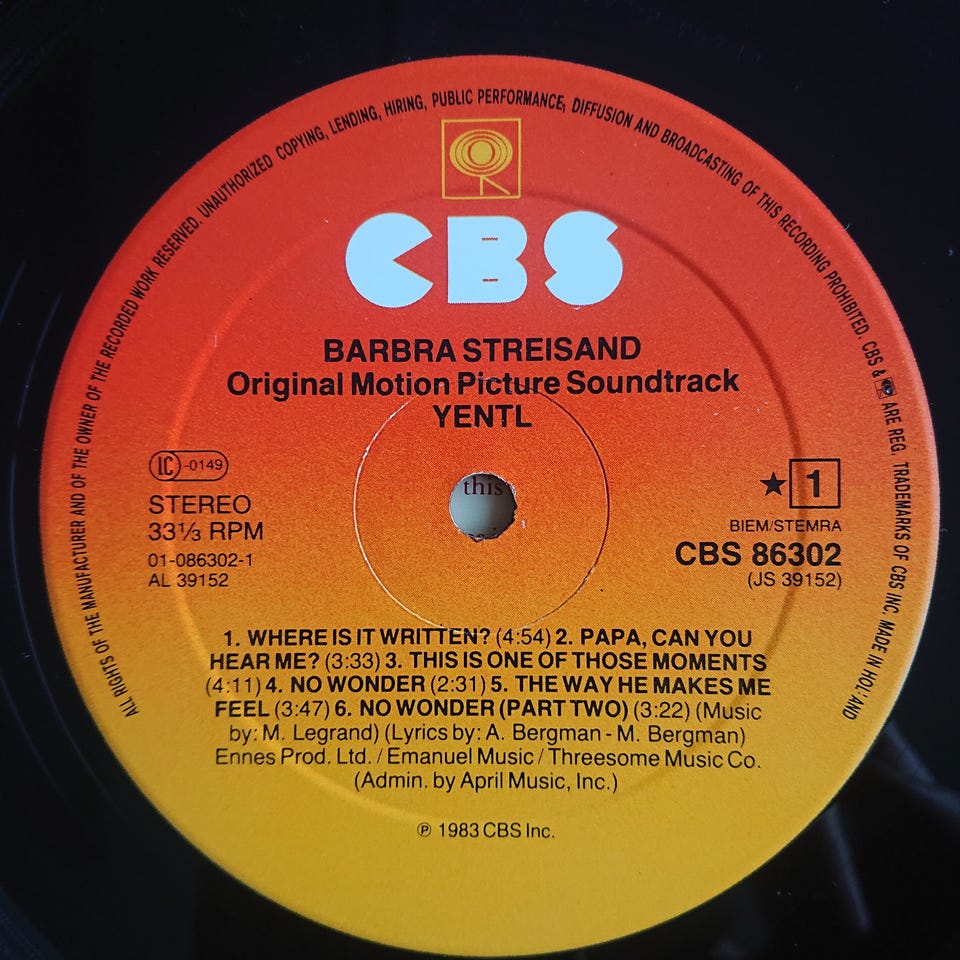 ALL RIGHTS OF THE MANUFACTURER AND OF THE OWNER OF THE RECORDED WORK RESERVED. UNAUTHORIZED COPYING, LENDING, HIRING, PUBLIC PERFORMANCE, DIFFUSION AND BROADCASTING OF THIS RECORDING PROHIBITED. CBS & ARE REG. TRADEMARKS OF CBS INC. MADE IN HOLLAND
CBS
BARBRA STREISAND
Original Motion Picture Soundtrack
YENTL
LC -0149
this
★ 1
STEREO
33⅓ RPM
BIEM/STEMRA
01-086302-1
CBS 86302
AL 39152
(JS 39152)
1. WHERE IS IT WRITTEN? (4:54) 2. PAPA, CAN YOU
HEAR ME? (3:33) 3. THIS IS ONE OF THOSE MOMENTS
(4:11) 4. NO WONDER (2:31) 5. THE WAY HE MAKES ME
FEEL (3:47) 6. NO WONDER (PART TWO) (3:22) (Music
by: M. Legrand) (Lyrics by: A. Bergman - M. Bergman)
Ennes Prod. Ltd. / Emanuel Music / Threesome Music Co.
(Admin. by April Music, Inc.)
℗ 1983 CBS Inc.